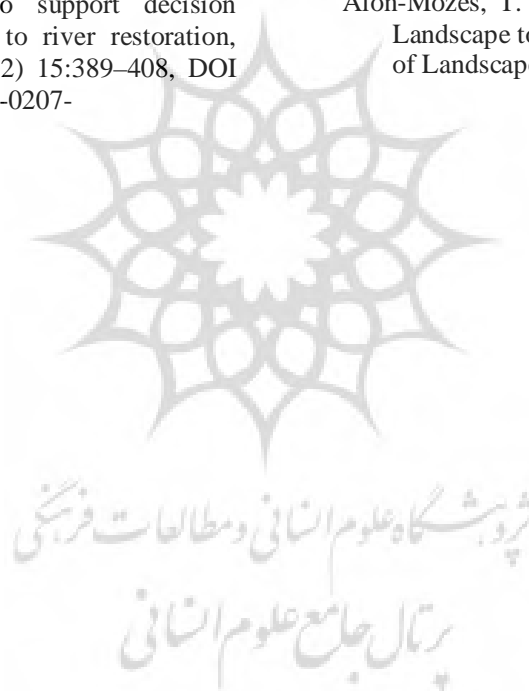 o support decision
to river restoration,
2) 15:389–408, DOI
-0207-
Alon-Mozes, T.
Landscape to
of Landscape
پژوهشگاه علوم انسانی و مطالعات فرهنگی
پرتال جامع علوم انسانی